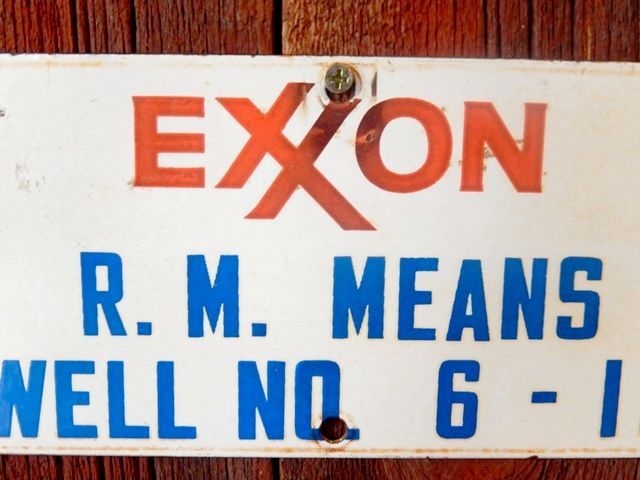 EXXON
R. M. MEANS
WELL NO. 6 - 1